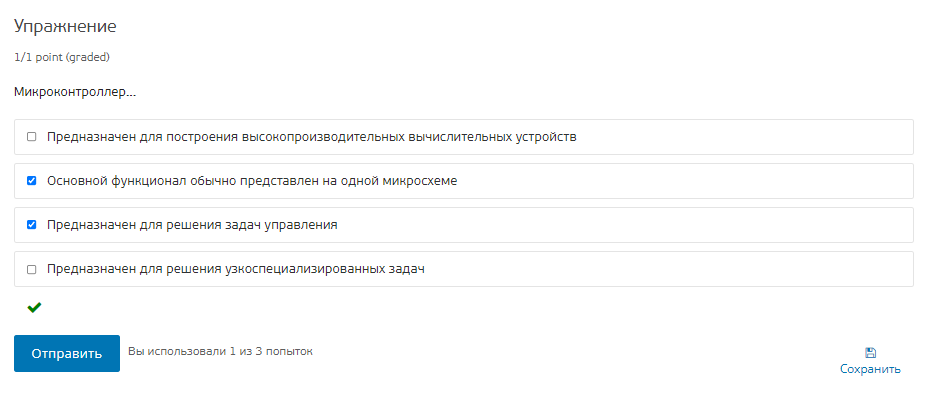 Упражнение
1/1 point (graded)
Микроконтроллер...
Предназначен для построения высокопроизводительных вычислительных устройств
Основной функционал обычно представлен на одной микросхеме
Предназначен для решения задач управления
Предназначен для решения узкоспециализированных задач
Отправить
Вы использовали 1 из 3 попыток
Сохранить